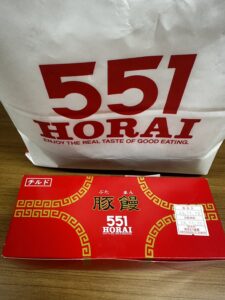 551
HORAI
ENJOY THE REAL TASTE OF GOOD EATING.
チルド
ぶた まん
豚饅
551
HORAI